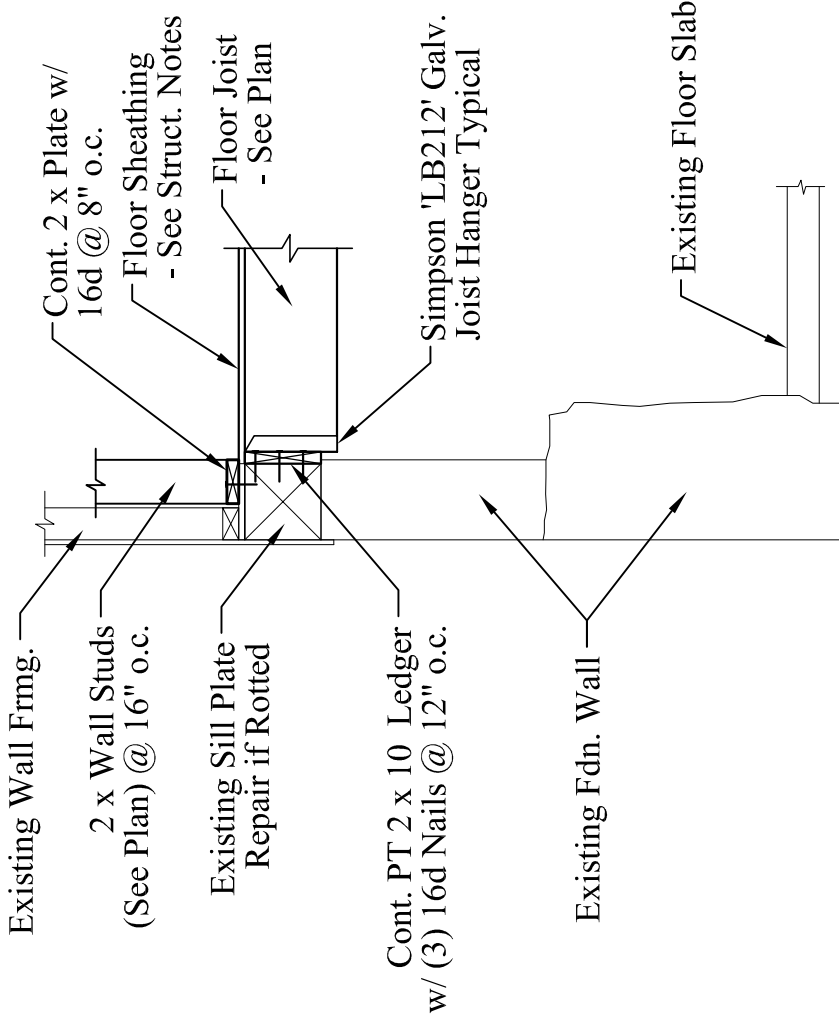 Existing Wall Frmg.
2 x Wall Studs
(See Plan) @ 16" o.c.
Existing Sill Plate
Repair if Rotted
Cont. PT 2 x 10 Ledger
w/ (3) 16d Nails @ 12" o.c.
Existing Fdn. Wall
Cont. 2 x Plate w/
16d @ 8" o.c.
Floor Sheathing
- See Struct. Notes
Floor Joist
- See Plan
Simpson 'LB212' Galv.
Joist Hanger Typical
Existing Floor Slab